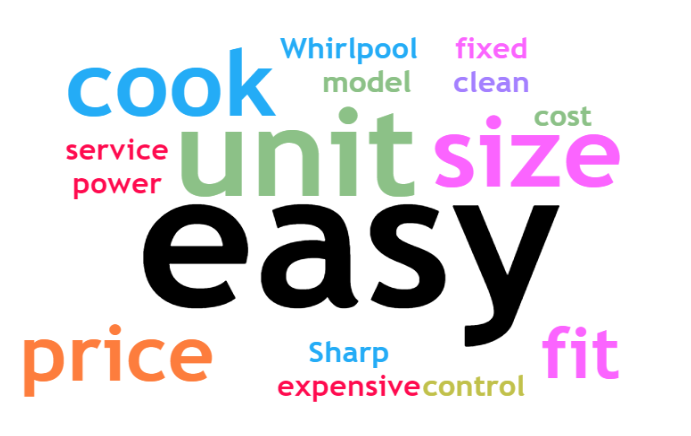 Whirlpool fixed
cook model clean
unit size cost
service
power
easy
price Sharp fit
expensive control